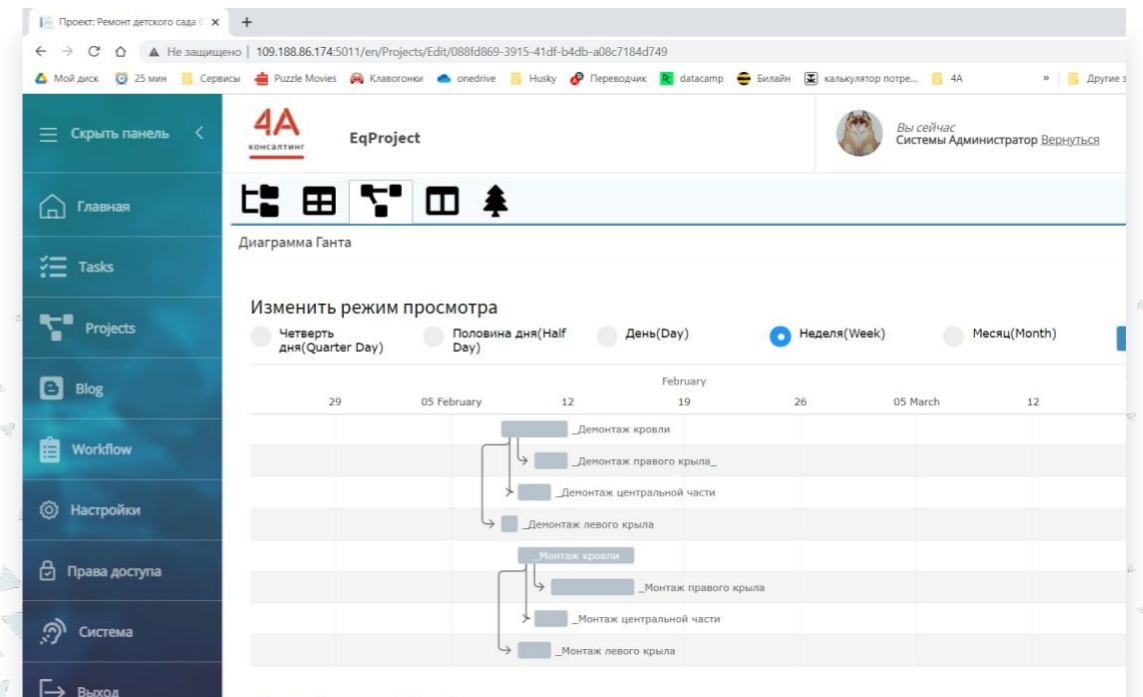 Проект: Ремонт детского сада
Не защищено | 109.188.86.174:5011/en/Projects/Edit/088fd869-3915-41df-b4db-a08c7184d749
Мой диск 25 мин Сервисы Puzzle Movies Клавогонки onedrive Husky Переводчик datacamp Билайн калькулятор потре... 4А » Другие
Скрыть панель
4А
консалтинг
EqProject
Вы сейчас
Системы Администратор Вернуться
Главная
Tasks
Projects
Blog
Workflow
Настройки
Права доступа
Система
Выход
Диаграмма Ганта
Изменить режим просмотра
Четверть
дня(Quarter Day)
Половина дня(Half
Day)
День(Day)
Неделя(Week)
Месяц(Month)
February
29 05 February 12 19 26 05 March 12
_Демонтаж кровли
_Демонтаж правого крыла_
_Демонтаж центральной части
_Демонтаж левого крыла
_Монтаж кровли
_Монтаж правого крыла
_Монтаж центральной части
_Монтаж левого крыла